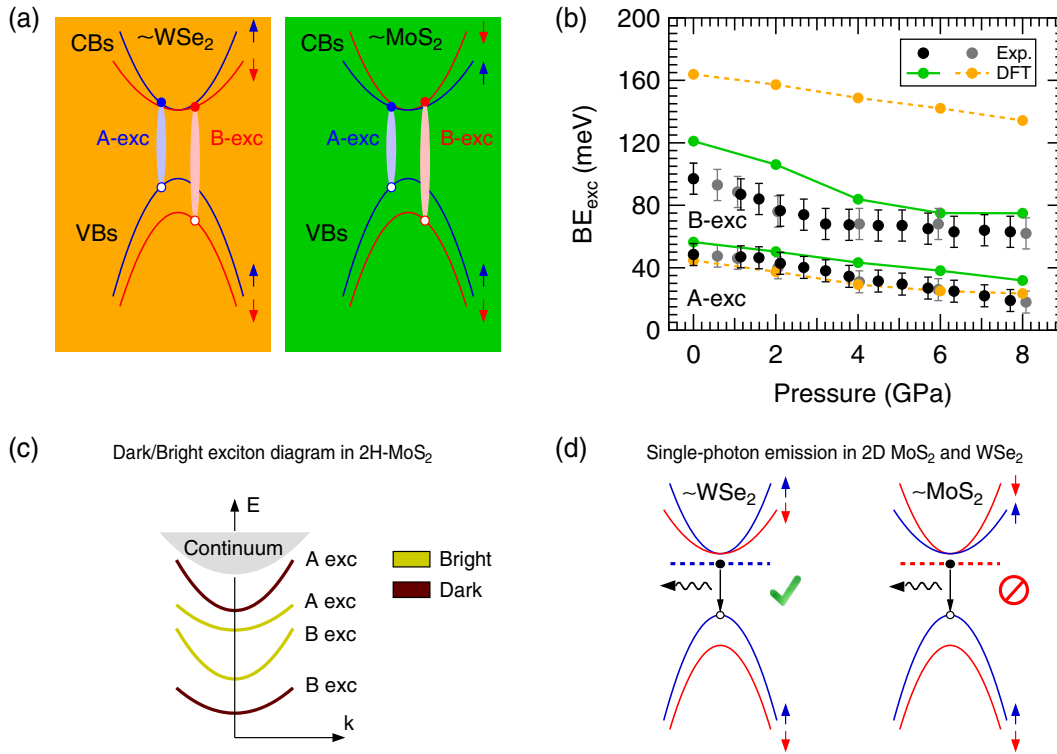 (a)
~WSe2
CBs
A-exc
B-exc
VBs
~MoS2
CBs
A-exc
B-exc
VBs
(b)
200
160
120
80
40
0
BEexc (meV)
Exp.
DFT
B-exc
A-exc
0
2
4
6
8
Pressure (GPa)
(c)
Dark/Bright exciton diagram in 2H-MoS2
E
Continuum
A exc
A exc
B exc
B exc
k
Bright
Dark
(d)
Single-photon emission in 2D MoS2 and WSe2
~WSe2
~MoS2